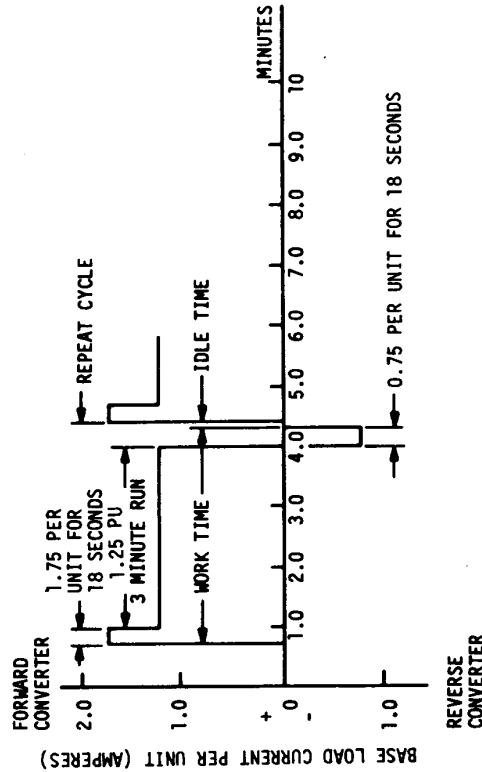 FORWARD
CONVERTER
1.75 PER
UNIT FOR
18 SECONDS
1.25 PU
3 MINUTE RUN
REPEAT CYCLE
WORK TIME
IDLE TIME
BASE LOAD CURRENT PER UNIT (AMPERES)
2.0
1.0
+
0
-
1.0
1.0
2.0
3.0
4.0
5.0
6.0
7.0
8.0
9.0
10
MINUTES
0.75 PER UNIT FOR 18 SECONDS
REVERSE
CONVERTER